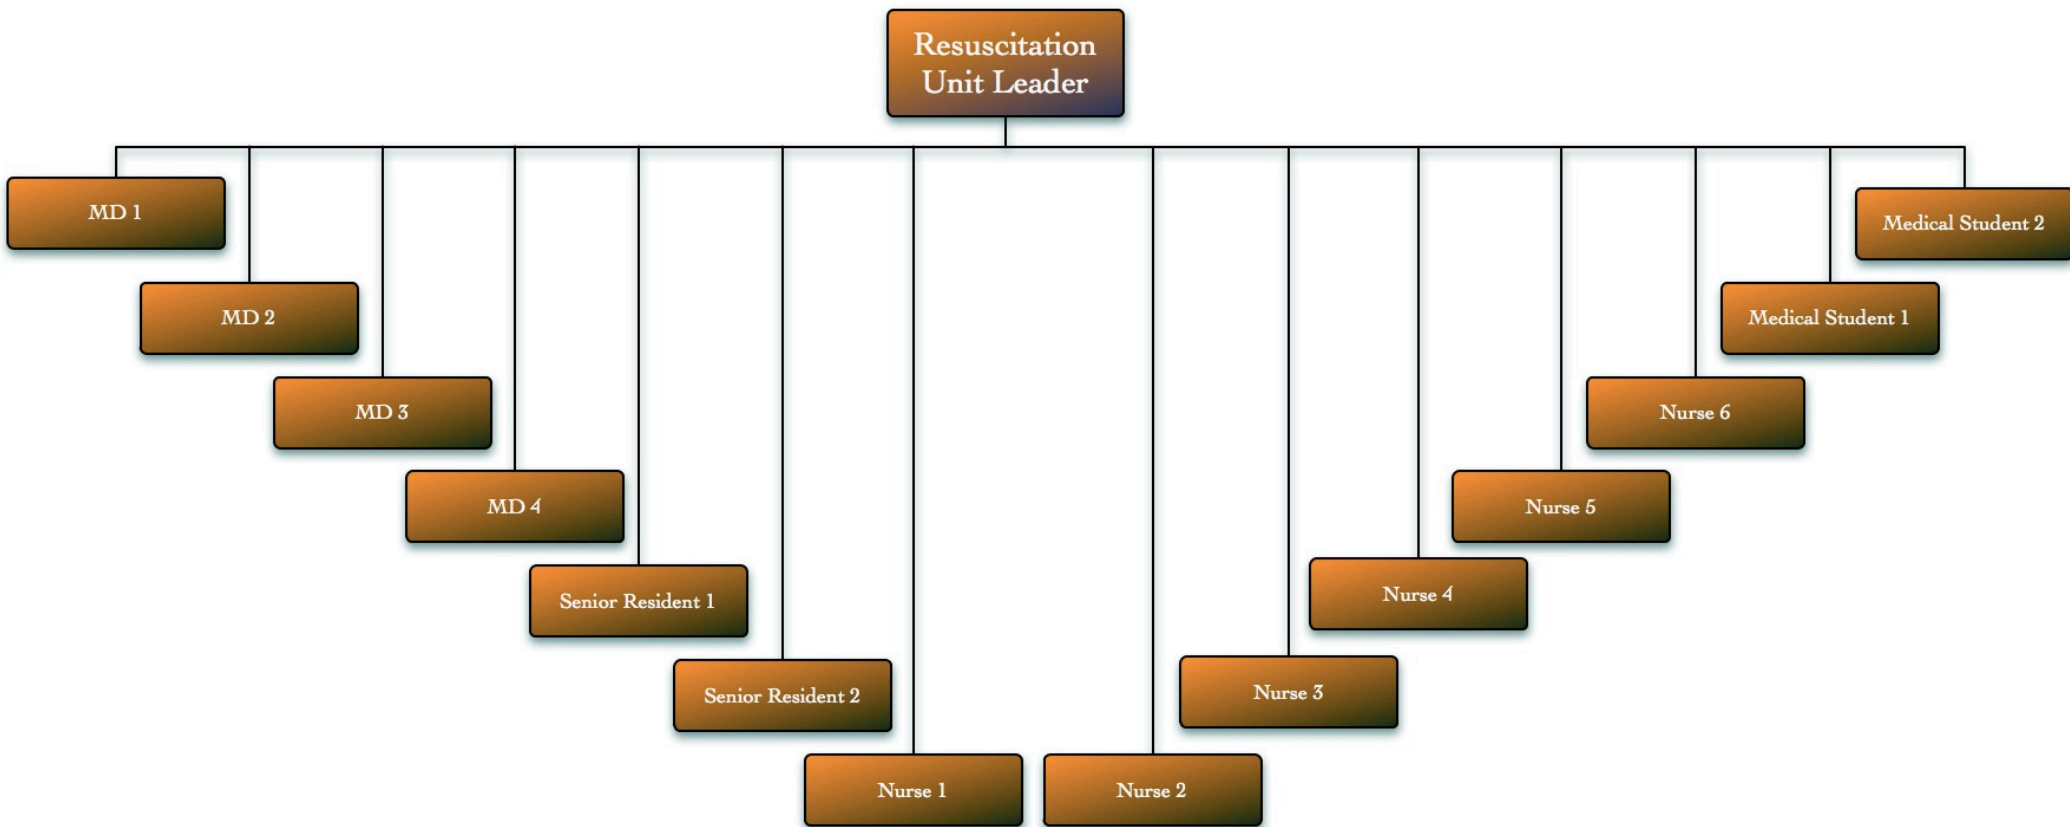 Resuscitation
Unit Leader
MD 1
MD 2
MD 3
MD 4
Senior Resident 1
Senior Resident 2
Nurse 1
Nurse 2
Nurse 3
Nurse 4
Nurse 5
Nurse 6
Medical Student 1
Medical Student 2